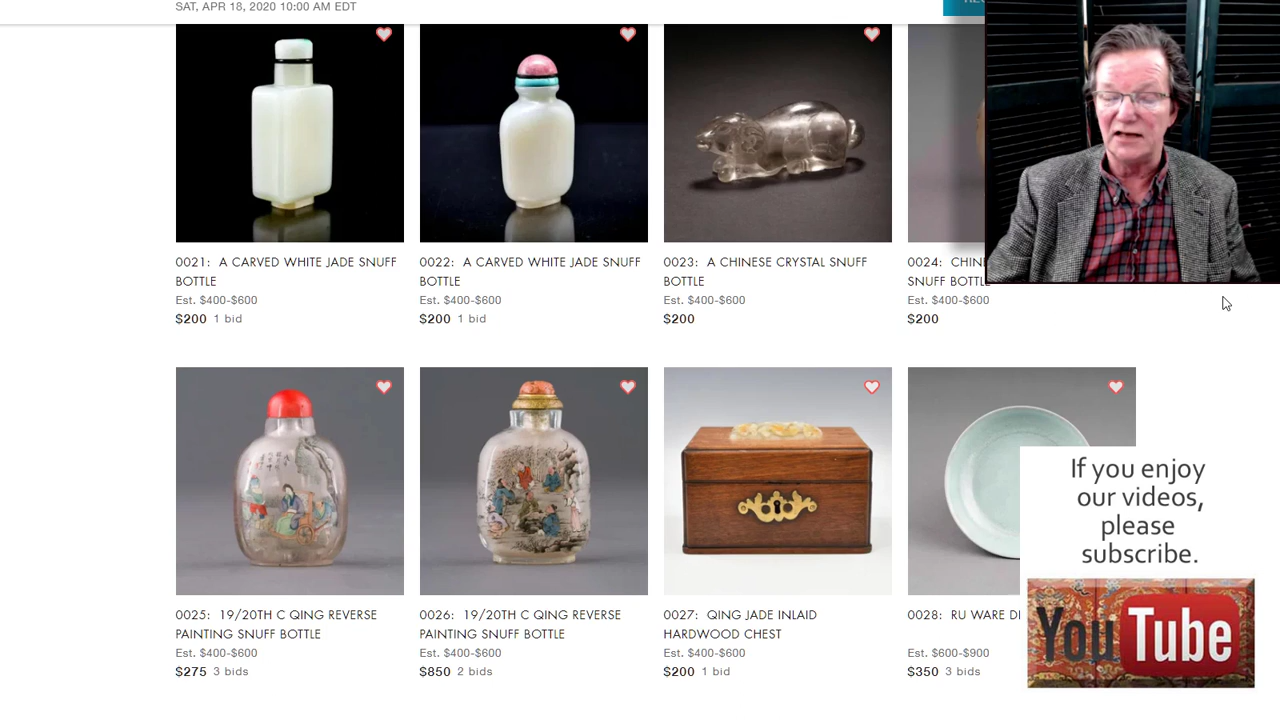 SAT, APR 18, 2020 10:00 AM EDT
0021: A CARVED WHITE JADE SNUFF
BOTTLE
Est. $400-$600
$200 1 bid
0022: A CARVED WHITE JADE SNUFF
BOTTLE
Est. $400-$600
$200 1 bid
0023: A CHINESE CRYSTAL SNUFF
BOTTLE
Est. $400-$600
$200
0024:
SNUFF BOTTLE
Est. $400-$600
$200
0025: 19/20TH C QING REVERSE
PAINTING SNUFF BOTTLE
Est. $400-$600
$275 3 bids
0026: 19/20TH C QING REVERSE
PAINTING SNUFF BOTTLE
Est. $400-$600
$850 2 bids
0027: QING JADE INLAID
HARDWOOD CHEST
Est. $400-$600
$200 1 bid
0028: RU WARE
Est. $600-$900
$350 3 bids
If you enjoy
our videos,
please
subscribe.
YouTube